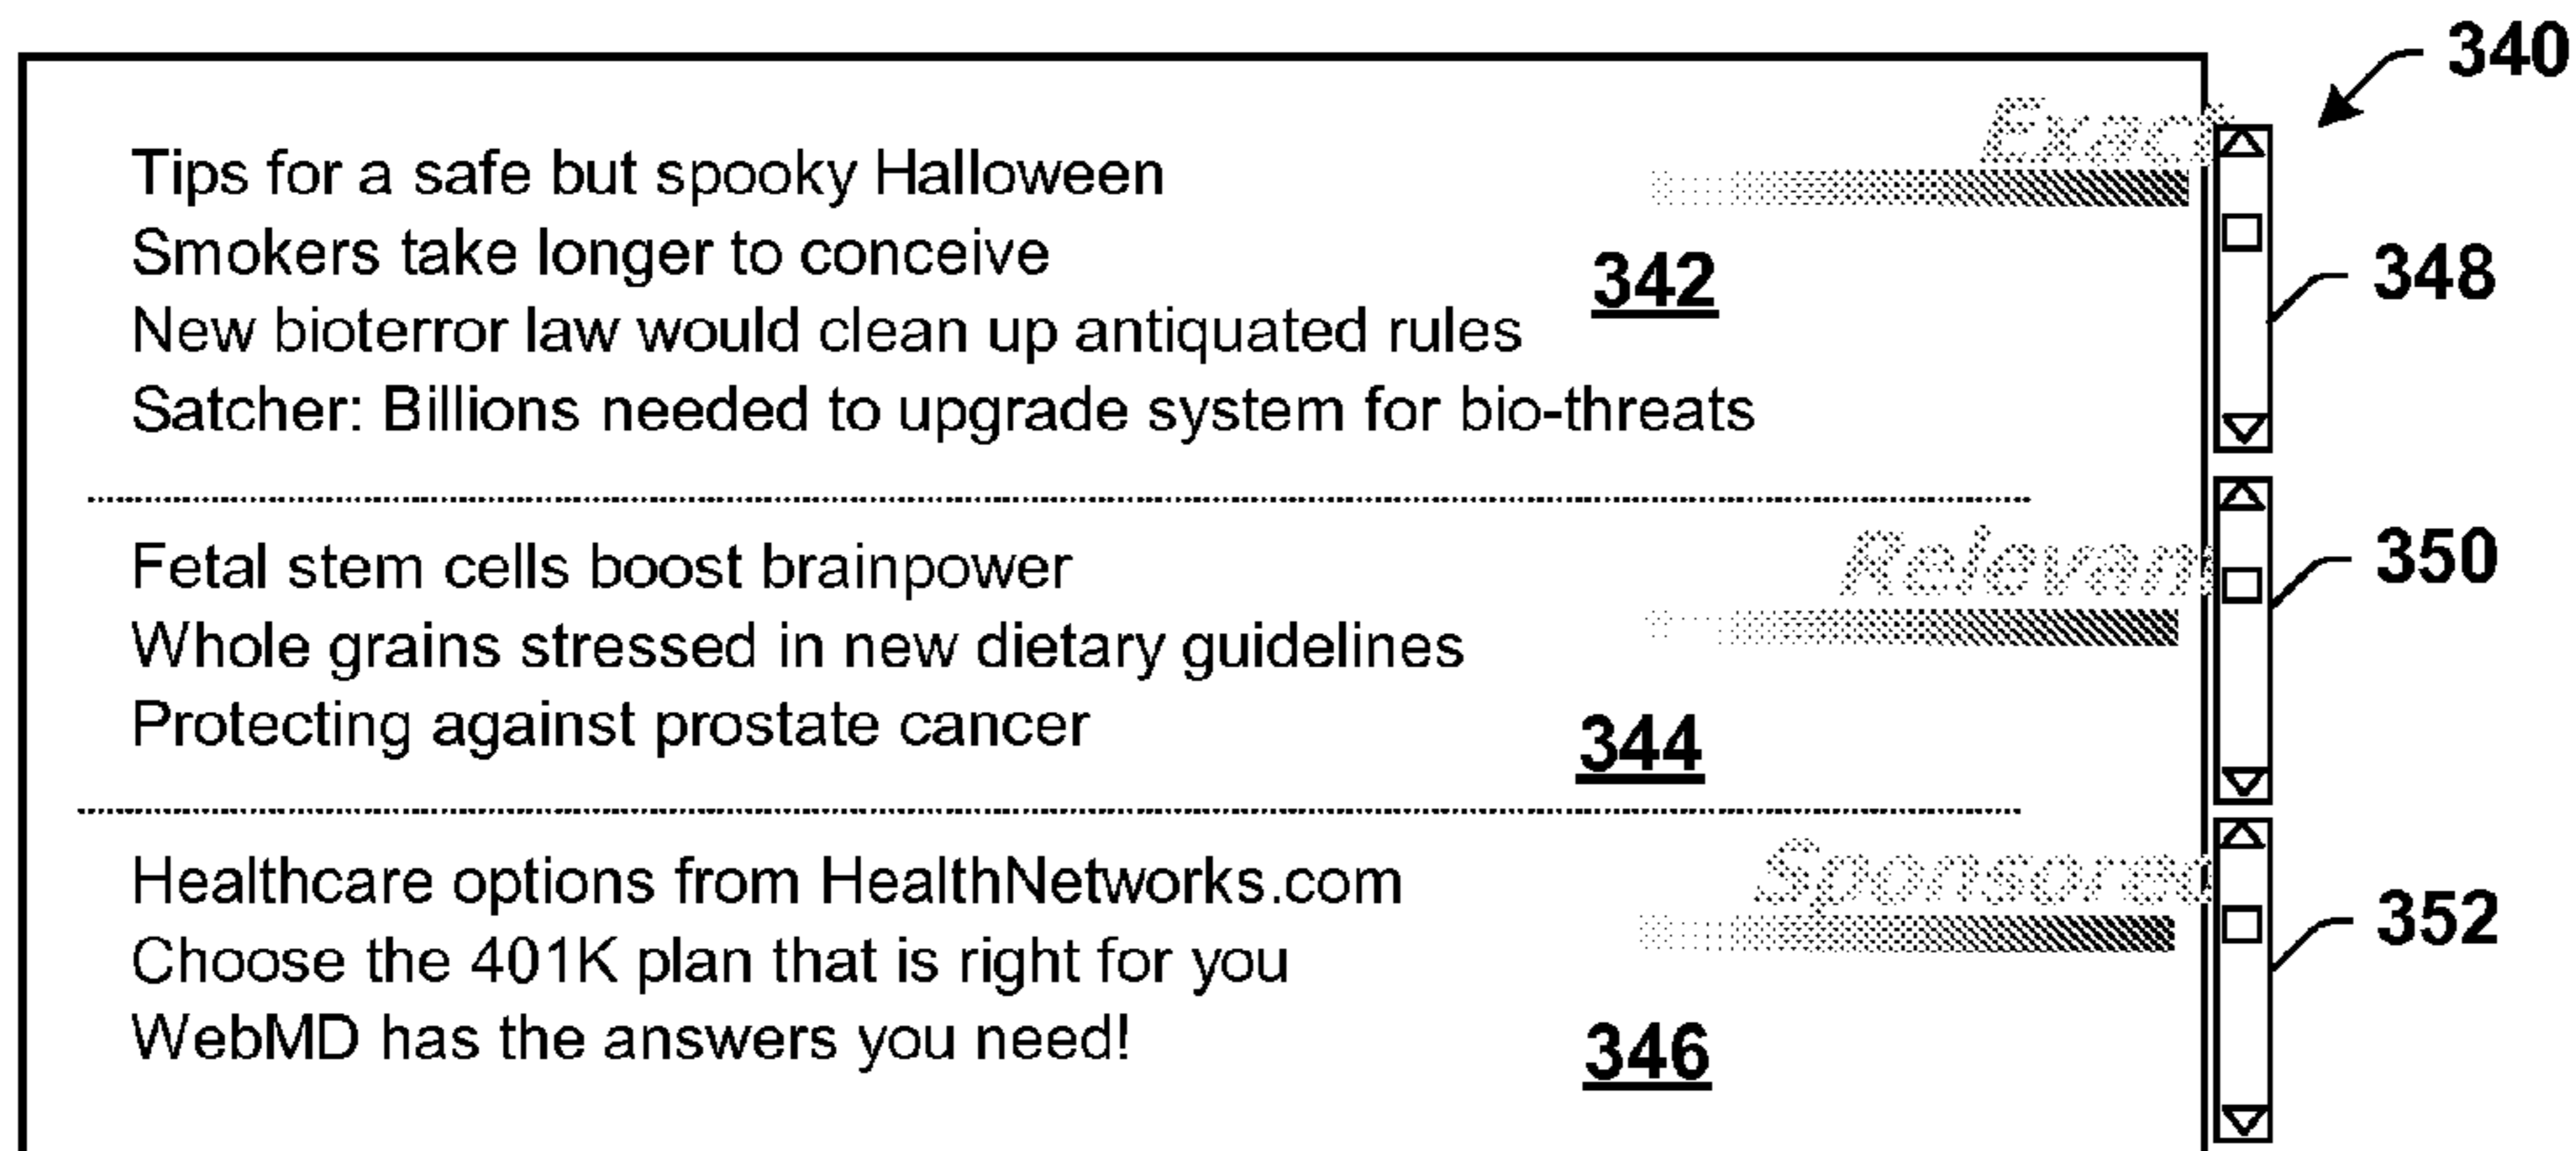 340
Exact
Tips for a safe but spooky Halloween
Smokers take longer to conceive
342
348
New bioterror law would clean up antiquated rules
Satcher: Billions needed to upgrade system for bio-threats
Relevant
Fetal stem cells boost brainpower
350
Whole grains stressed in new dietary guidelines
Protecting against prostate cancer
344
Sponsored
Healthcare options from HealthNetworks.com
352
Choose the 401K plan that is right for you
WebMD has the answers you need!
346